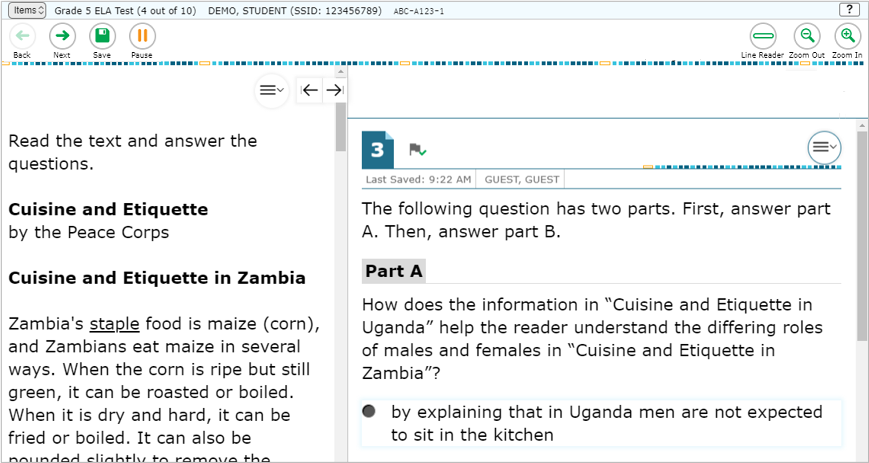 Items Grade 5 ELA Test (4 out of 10) DEMO, STUDENT (SSID: 123456789) ABC-A123-1 ?
Back Next Save Pause Line Reader Zoom Out Zoom In
Read the text and answer the
questions.
Cuisine and Etiquette
by the Peace Corps
Cuisine and Etiquette in Zambia
Zambia's staple food is maize (corn),
and Zambians eat maize in several
ways. When the corn is ripe but still
green, it can be roasted or boiled.
When it is dry and hard, it can be
fried or boiled. It can also be
pounded slightly to remove the
3
Last Saved: 9:22 AM GUEST, GUEST
The following question has two parts. First, answer part
A. Then, answer part B.
Part A
How does the information in “Cuisine and Etiquette in
Uganda” help the reader understand the differing roles
of males and females in “Cuisine and Etiquette in
Zambia”?
by explaining that in Uganda men are not expected
to sit in the kitchen